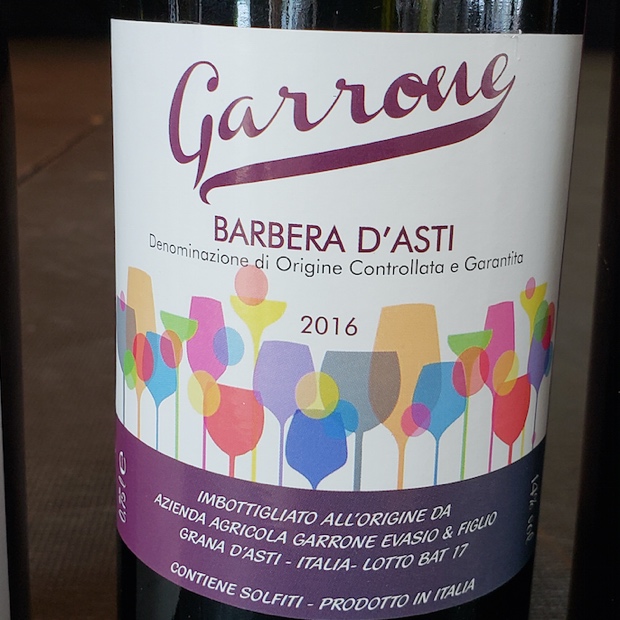 Garrone
BARBERA D'ASTI
Denominazione di Origine Controllata e Garantita
2016
IMBOTTIGLIATO ALL'ORIGINE DA
AZIENDA AGRICOLA GARRONE EVASIO & FIGLIO
GRANA D'ASTI - ITALIA- LOTTO BAT 17
CONTIENE SOLFITI - PRODOTTO IN ITALIA